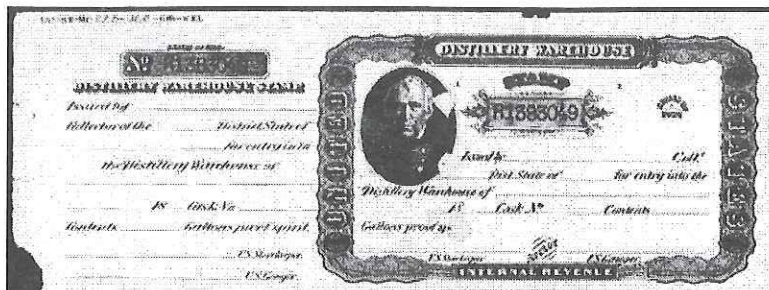 No
DISTILLERY WAREHOUSE STAMP
Issued by
Collector of the District State of
for entry into
the Distillery Warehouse of
18 Cask No
Contents Gallons proof spirit.
U.S. Storekeeper.
U.S. Gauger.
DISTILLERY WAREHOUSE
STAMP
UNITED
STATES
Issued by Coll.r
Dist. State of for entry into the
Distillery Warehouse of
18 Cask No Contents
Gallons proof sp.
U.S. Storekeeper. U.S. Gauger.
INTERNAL REVENUE